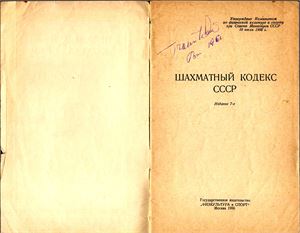 Утверждено Комитетом
по физической культуре и спорту
при Совете Министров СССР
ШАХМАТНЫЙ КОДЕКС
СССР
Издание 7-е
Государственное издательство
„ФИЗКУЛЬТУРА и СПОРТ"
Москва